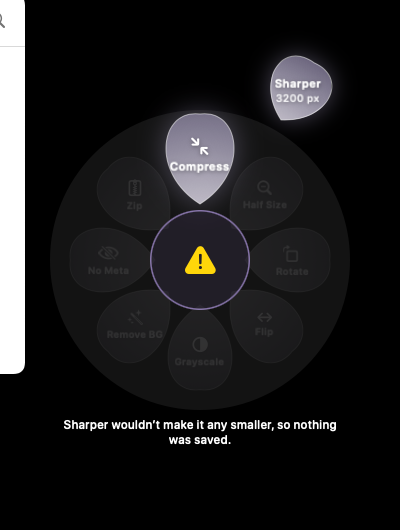 Sharper
3200 px
Compress
Zip
Half Size
No Meta
Rotate
Remove BG
Flip
Grayscale
Sharper wouldn’t make it any smaller, so nothing
was saved.